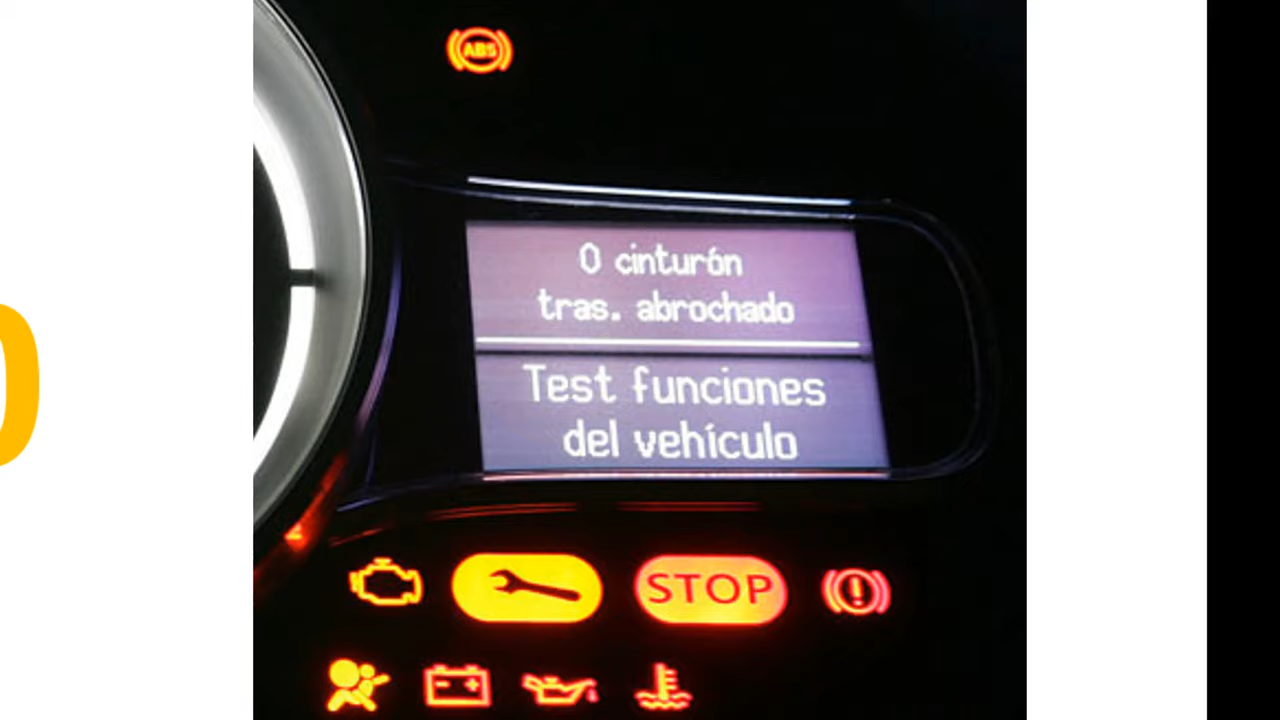 ABS
0 cinturón
tras. abrochado
Test funciones
del vehículo
STOP